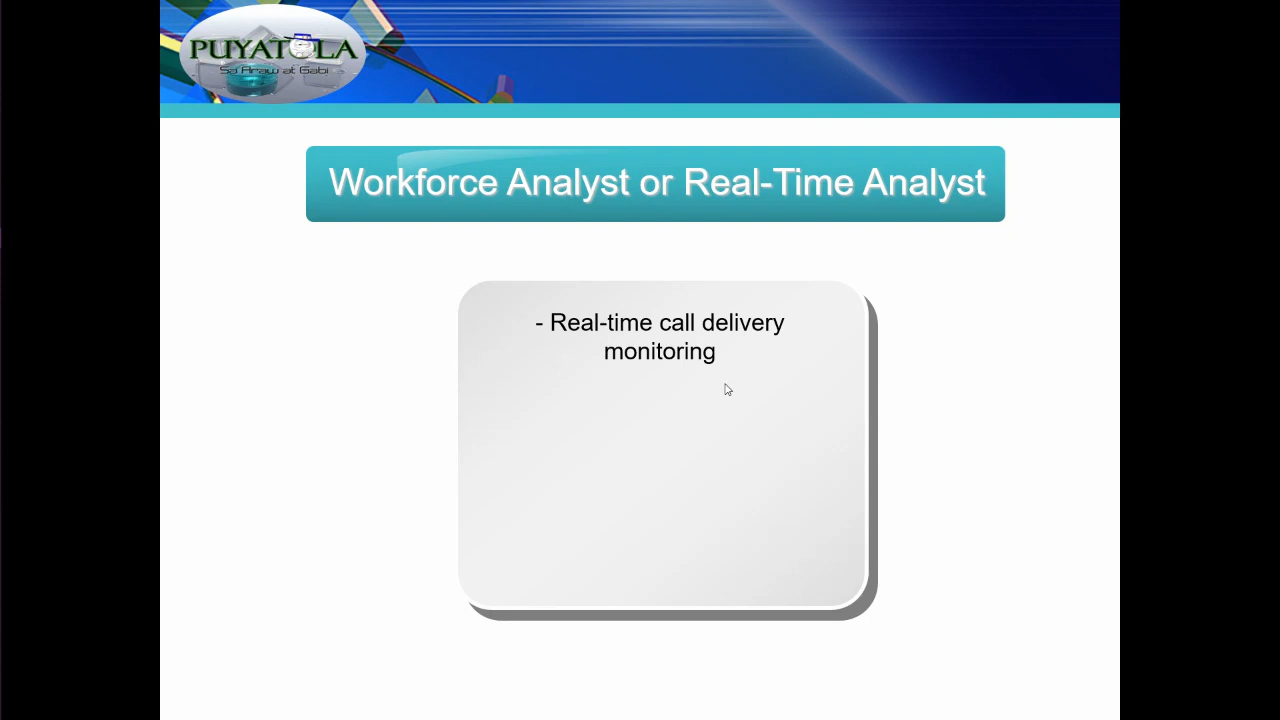 PUYATOLA
Sa Araw at Gabi
Workforce Analyst or Real-Time Analyst
- Real-time call delivery
monitoring